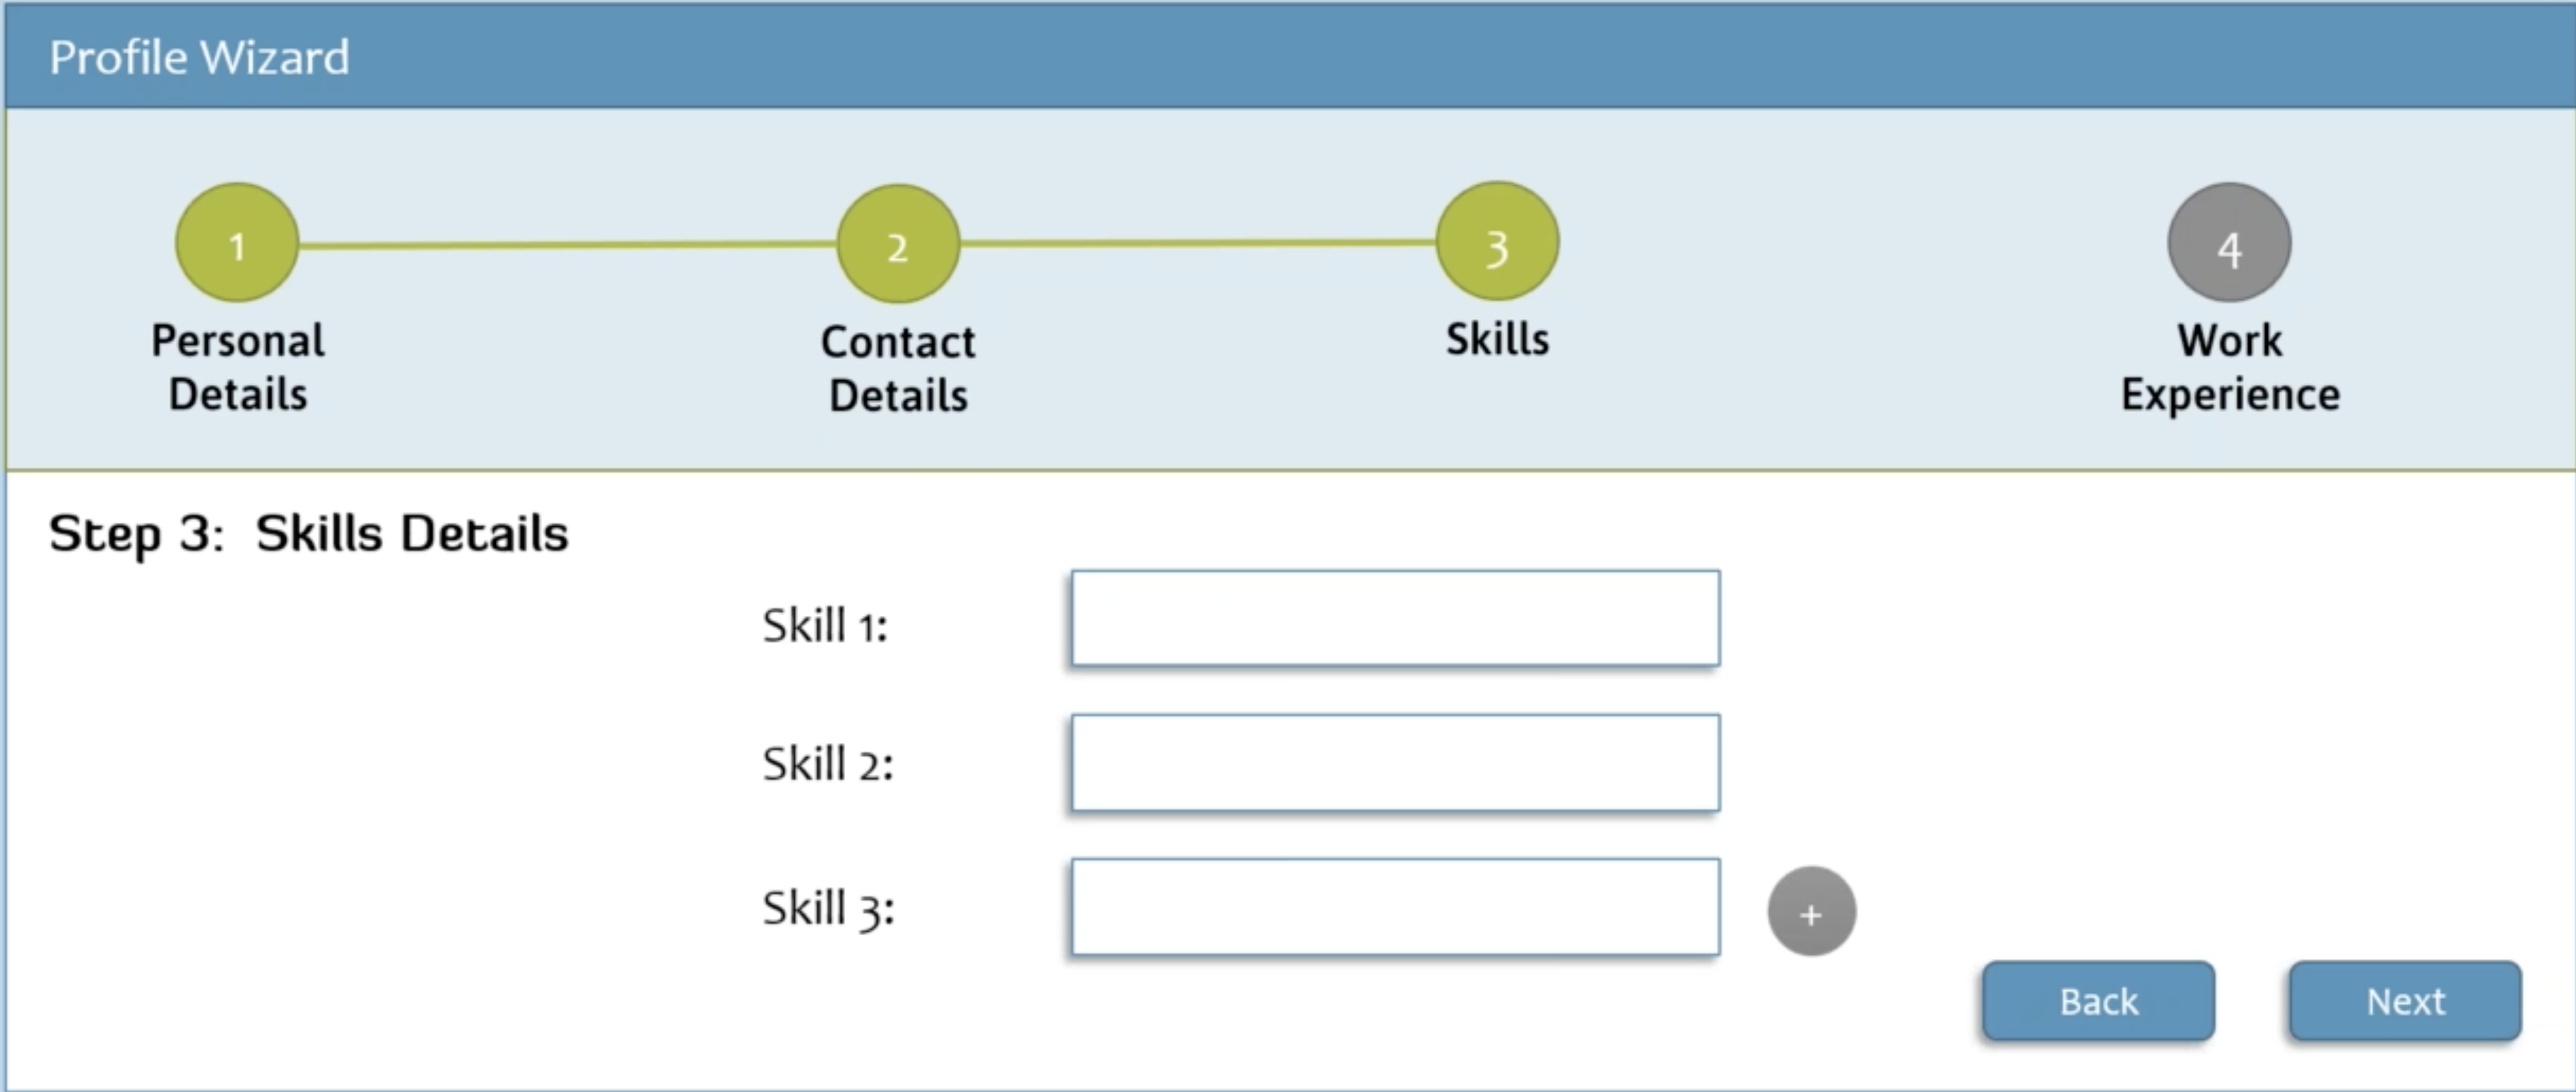 Profile Wizard
1
2
3
4
Personal
Details
Contact
Details
Skills
Work
Experience
Step 3: Skills Details
Skill 1:
Skill 2:
Skill 3:
+
Back
Next